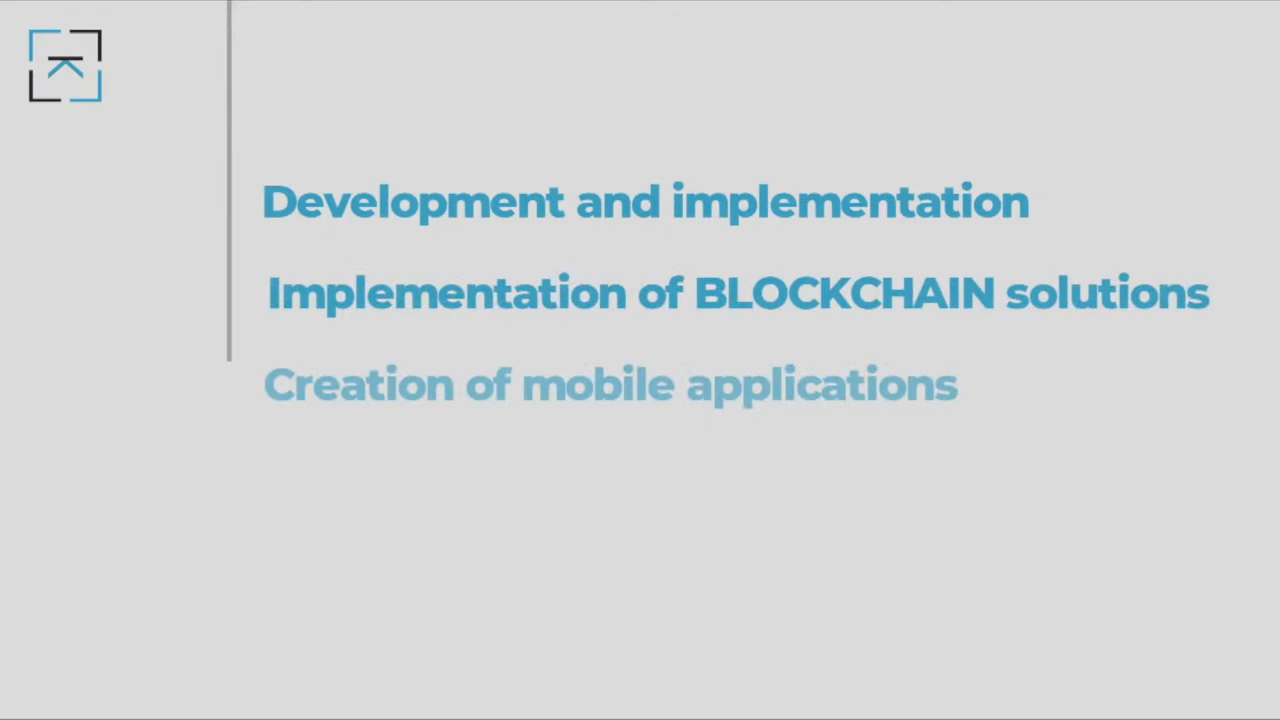 Development and implementation
Implementation of BLOCKCHAIN solutions
Creation of mobile applications